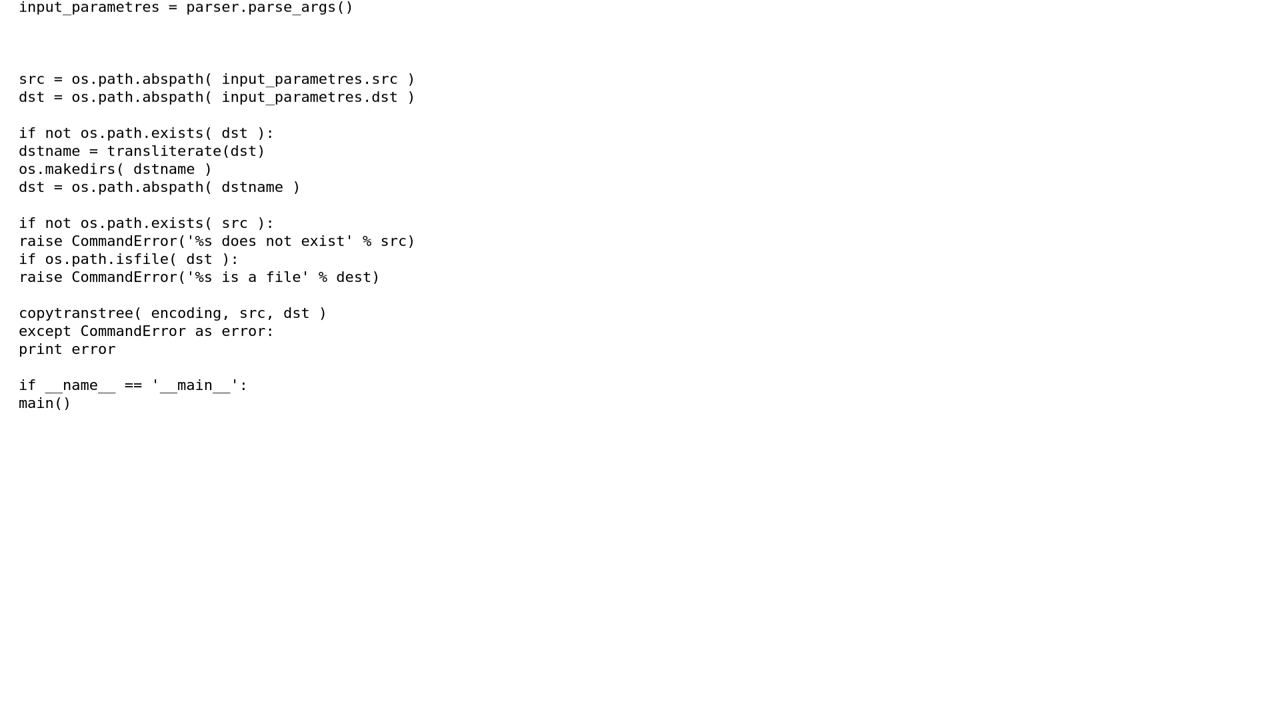 input_parametres = parser.parse_args()
src = os.path.abspath( input_parametres.src )
dst = os.path.abspath( input_parametres.dst )
if not os.path.exists( dst ):
dstname = transliterate(dst)
os.makedirs( dstname )
dst = os.path.abspath( dstname )
if not os.path.exists( src ):
raise CommandError('%s does not exist' % src)
if os.path.isfile( dst ):
raise CommandError('%s is a file' % dest)
copytranstree( encoding, src, dst )
except CommandError as error:
print error
if __name__ == '__main__':
main()